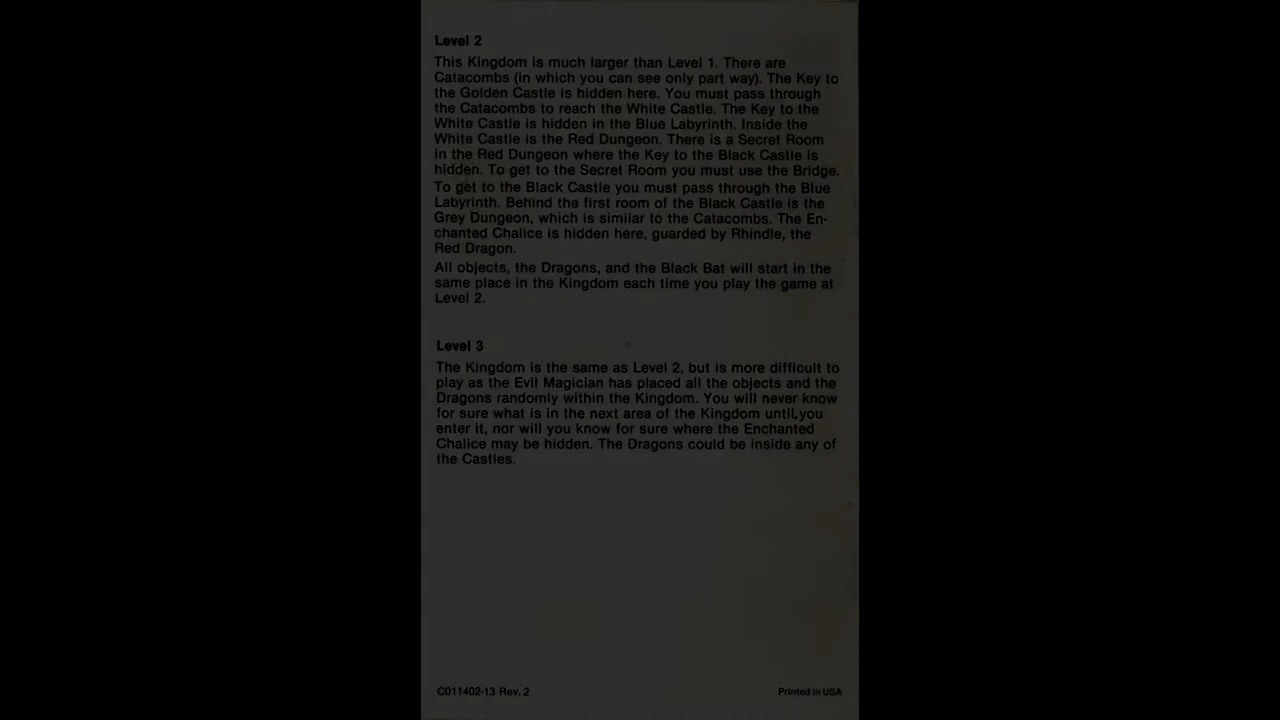 Level 2
This Kingdom is much larger than Level 1. There are
Catacombs (in which you can see only part way). The Key to
the Golden Castle is hidden here. You must pass through
the Catacombs to reach the White Castle. The Key to the
White Castle is hidden in the Blue Labyrinth. Inside the
White Castle is the Red Dungeon. There is a Secret Room
in the Red Dungeon where the Key to the Black Castle is
hidden. To get to the Secret Room you must use the Bridge.
To get to the Black Castle you must pass through the Blue
Labyrinth. Behind the first room of the Black Castle is the
Grey Dungeon, which is similar to the Catacombs. The En-
chanted Chalice is hidden here, guarded by Rhindle, the
Red Dragon.
All objects, the Dragons, and the Black Bat will start in the
same place in the Kingdom each time you play the game at
Level 2.
Level 3
The Kingdom is the same as Level 2, but is more difficult to
play as the Evil Magician has placed all the objects and the
Dragons randomly within the Kingdom. You will never know
for sure what is in the next area of the Kingdom until you
enter it, nor will you know for sure where the Enchanted
Chalice may be hidden. The Dragons could be inside any of
the Castles.
C011402-13 Rev. 2
Printed in USA